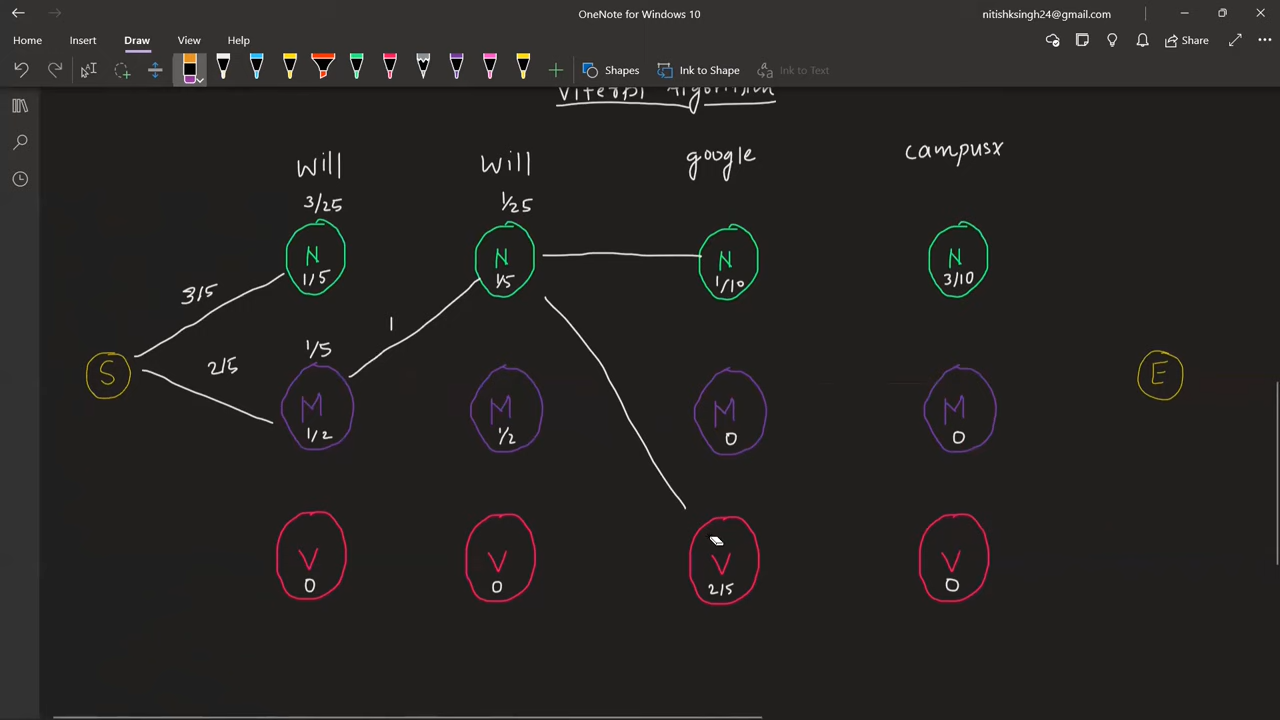 OneNote for Windows 10
nitishksingh24@gmail.com
Home Insert Draw View Help
Shapes Ink to Shape Ink to Text Share
Viterbi Algorithm
Will Will google campusx
3/25 1/25
N N N N
1/5 1/5 1/10 3/10
3/5 1
1/5
2/5
S E
M M M M
1/2 1/2 0 0
V V V V
0 0 2/5 0